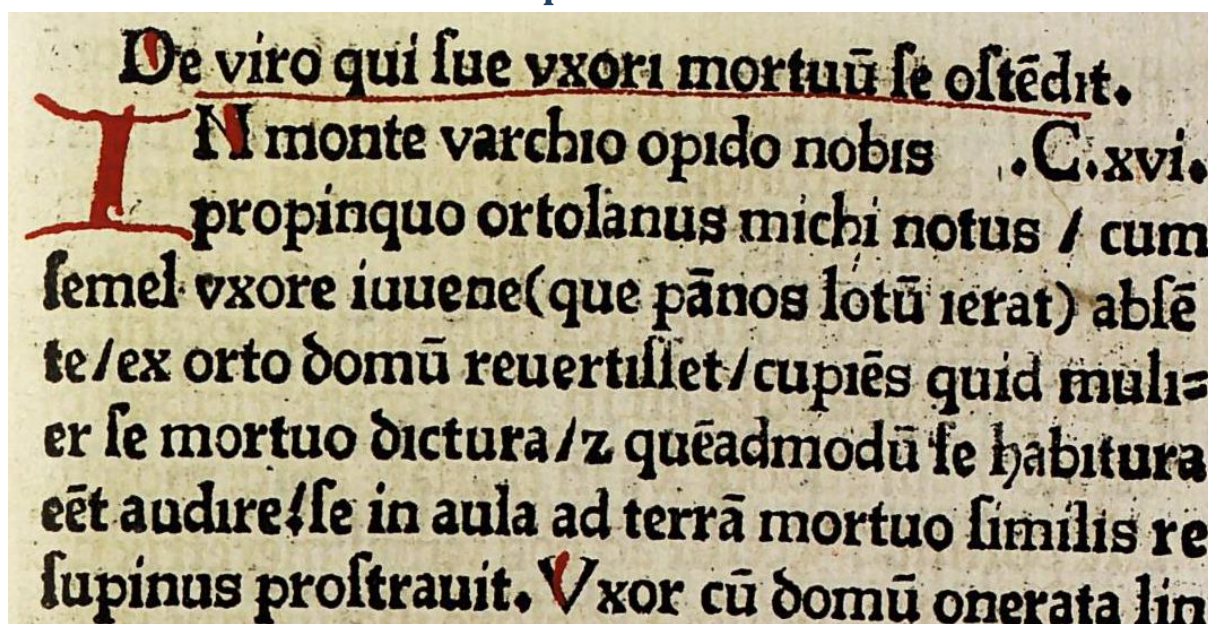 De viro qui ſue vxori mortuū ſe oſtēdit.
IN monte varchio opido nobis .C.xvi.
propinquo ortolanus michi notus / cum
ſemel vxore iuuene(que pānos lotū ierat) abſē
te/ex orto domū reuertiſſet/cupiēs quid muli⸗
er ſe mortuo dictura/z quēadmodū ſe habitura
eēt audire/ſe in aula ad terrā mortuo ſimilis re
ſupinus proſtrauit. Vxor cū domū onerata lin